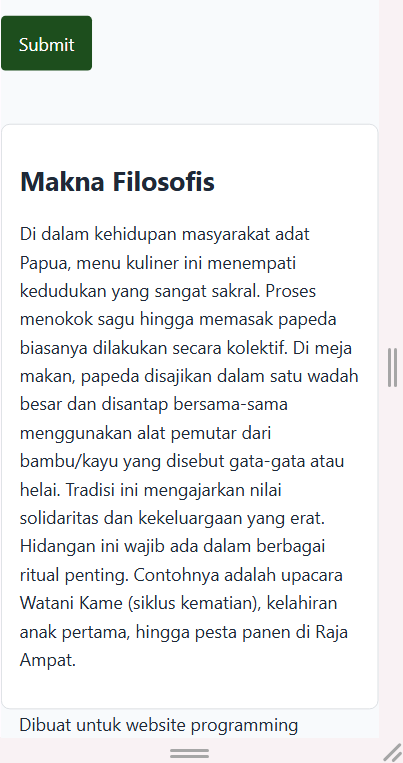 Submit
Makna Filosofis
Di dalam kehidupan masyarakat adat
Papua, menu kuliner ini menempati
kedudukan yang sangat sakral. Proses
menokok sagu hingga memasak papeda
biasanya dilakukan secara kolektif. Di meja
makan, papeda disajikan dalam satu wadah
besar dan disantap bersama-sama
menggunakan alat pemutar dari
bambu/kayu yang disebut gata-gata atau
helai. Tradisi ini mengajarkan nilai
solidaritas dan kekeluargaan yang erat.
Hidangan ini wajib ada dalam berbagai
ritual penting. Contohnya adalah upacara
Watani Kame (siklus kematian), kelahiran
anak pertama, hingga pesta panen di Raja
Ampat.
Dibuat untuk website programming